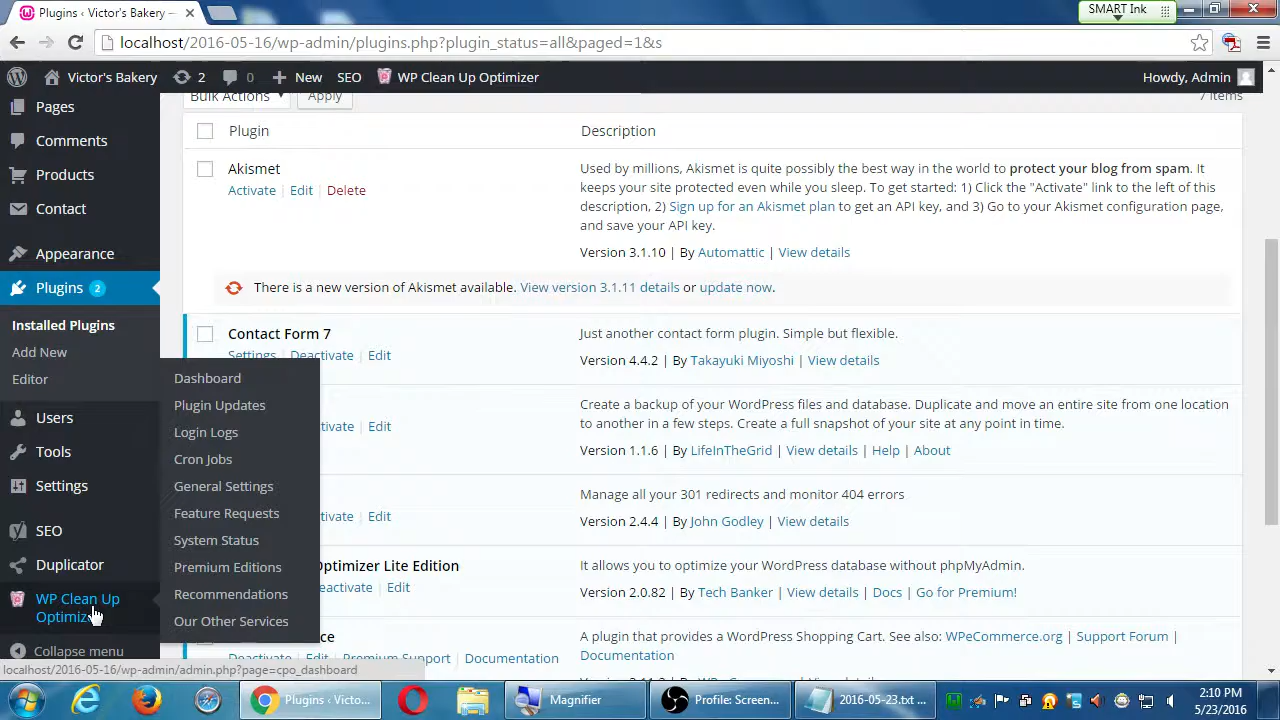 Plugins ‹ Victor's Bakery —
SMART Ink
localhost/2016-05-16/wp-admin/plugins.php?plugin_status=all&paged=1&s
Victor's Bakery
2
0
New
SEO
WP Clean Up Optimizer
Howdy, Admin
Pages
Comments
Products
Contact
Appearance
Plugins 2
Installed Plugins
Add New
Editor
Users
Tools
Settings
SEO
Duplicator
WP Clean Up
Optimiz
Collapse menu
Dashboard
Plugin Updates
Login Logs
Cron Jobs
General Settings
Feature Requests
System Status
Premium Editions
Recommendations
Our Other Services
Bulk Actions
Apply
7 items
Plugin
Description
Akismet
Activate | Edit | Delete
Used by millions, Akismet is quite possibly the best way in the world to protect your blog from spam. It
keeps your site protected even while you sleep. To get started: 1) Click the "Activate" link to the left of this
description, 2) Sign up for an Akismet plan to get an API key, and 3) Go to your Akismet configuration page,
and save your API key.
Version 3.1.10 | By Automattic | View details
There is a new version of Akismet available. View version 3.1.11 details or update now.
Contact Form 7
Settings | Deactivate | Edit
Just another contact form plugin. Simple but flexible.
Version 4.4.2 | By Takayuki Miyoshi | View details
ivate | Edit
Create a backup of your WordPress files and database. Duplicate and move an entire site from one location
to another in a few steps. Create a full snapshot of your site at any point in time.
Version 1.1.6 | By LifeInTheGrid | View details | Help | About
ivate | Edit
Manage all your 301 redirects and monitor 404 errors
Version 2.4.4 | By John Godley | View details
Optimizer Lite Edition
eactivate | Edit
It allows you to optimize your WordPress database without phpMyAdmin.
Version 2.0.82 | By Tech Banker | View details | Docs | Go for Premium!
ce
Deactivate | Edit | Premium Support | Documentation
A plugin that provides a WordPress Shopping Cart. See also: WPeCommerce.org | Support Forum |
Documentation
localhost/2016-05-16/wp-admin/admin.php?page=cpo_dashboard
Plugins ‹ Victo...
Magnifier
Profile: Screen...
2016-05-23.txt ...
2:10 PM
5/23/2016